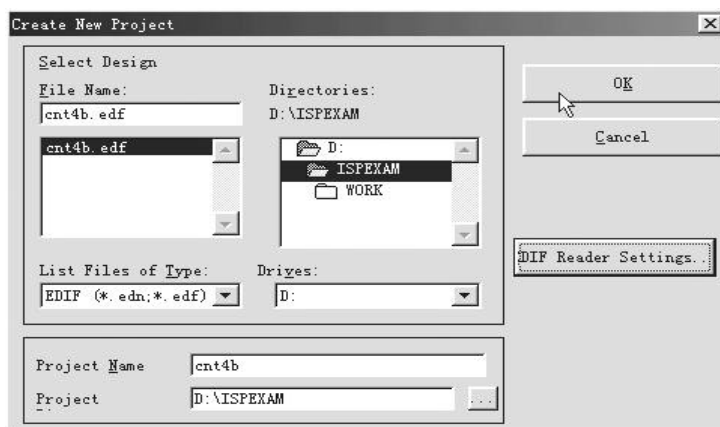 Create New Project
Select Design
File Name:
cnt4b.edf
cnt4b.edf
Directories:
D:\ISPEXAM
D:
ISPEXAM
WORK
List Files of Type:
EDIF (*.edn;*.edf)
Drives:
D:
OK
Cancel
DIF Reader Settings..
Project Name
cnt4b
Project
D:\ISPEXAM
...